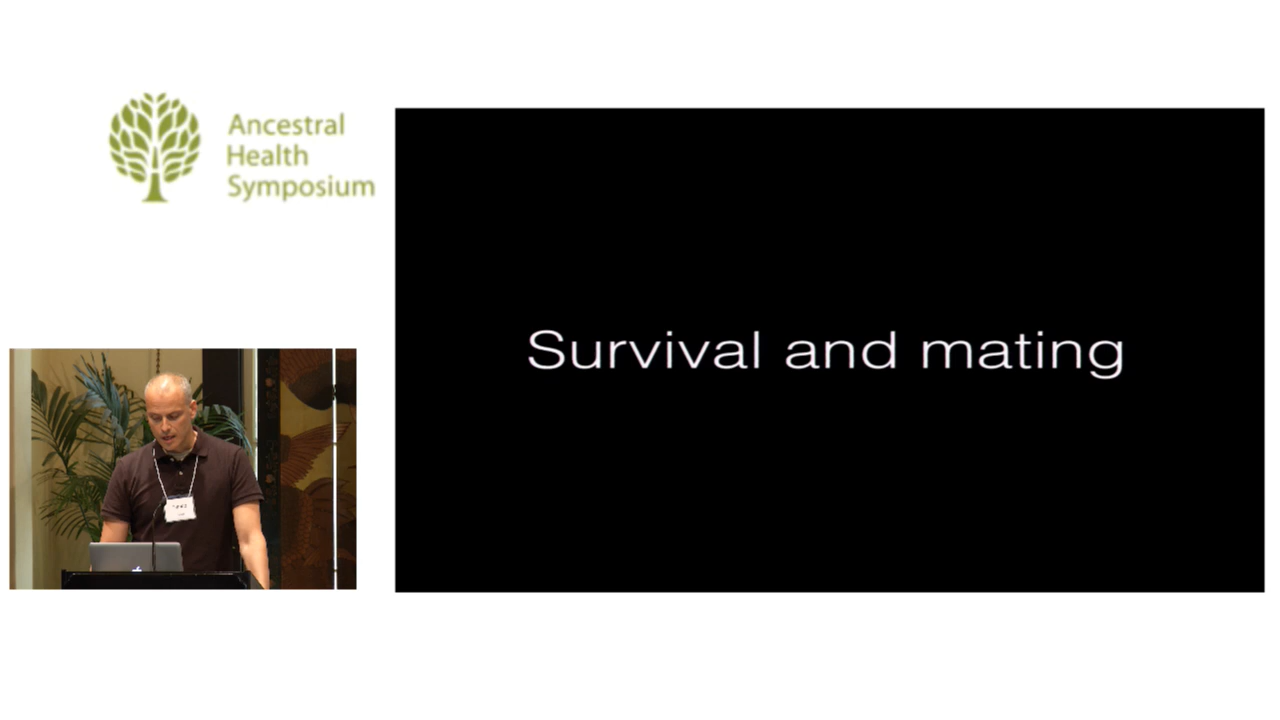 Ancestral
Health
Symposium
Survival and mating